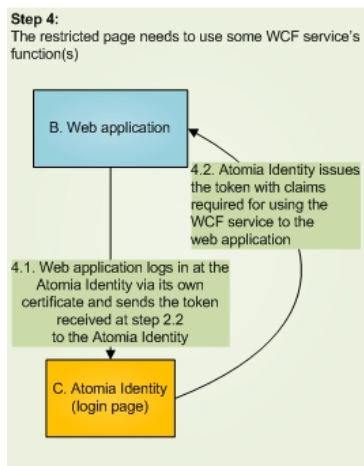 Step 4:
The restricted page needs to use some WCF service's
function(s)
B. Web application
4.2. Atomia Identity issues
the token with claims
required for using the
WCF service to the
web application
4.1. Web application logs in at the
Atomia Identity via its own
certificate and sends the token
received at step 2.2
to the Atomia Identity
C. Atomia Identity
(login page)